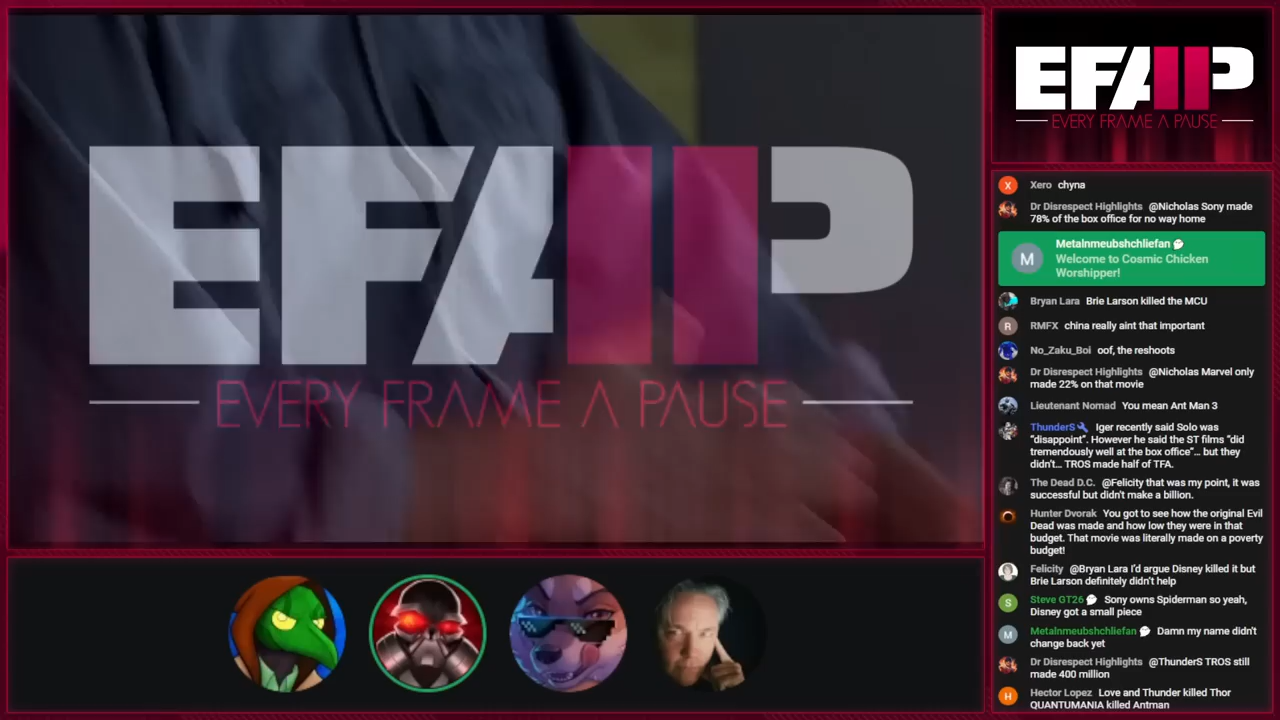 EFAP
EVERY FRAME A PAUSE
EFAP
EVERY FRAME A PAUSE
X Xero chyna
Dr Disrespect Highlights @Nicholas Sony made
78% of the box office for no way home
Metalnmeubshchliefan
M Welcome to Cosmic Chicken
Worshipper!
Bryan Lara Brie Larson killed the MCU
R RMFX china really aint that important
No_Zaku_Boi oof, the reshoots
Dr Disrespect Highlights @Nicholas Marvel only
made 22% on that movie
Lieutenant Nomad You mean Ant Man 3
ThunderS Iger recently said Solo was
“disappoint”. However he said the ST films “did
tremendously well at the box office”... but they
didn’t... TROS made half of TFA.
The Dead D.C. @Felicity that was my point, it was
successful but didn't make a billion.
Hunter Dvorak You got to see how the original Evil
Dead was made and how low they were in that
budget. That movie was literally made on a poverty
budget!
Felicity @Bryan Lara I’d argue Disney killed it but
Brie Larson definitely didn’t help
S Steve GT26 Sony owns Spiderman so yeah,
Disney got a small piece
M Metalnmeubshchliefan Damn my name didn't
change back yet
Dr Disrespect Highlights @ThunderS TROS still
made 400 million
H Hector Lopez Love and Thunder killed Thor
QUANTUMANIA killed Antman